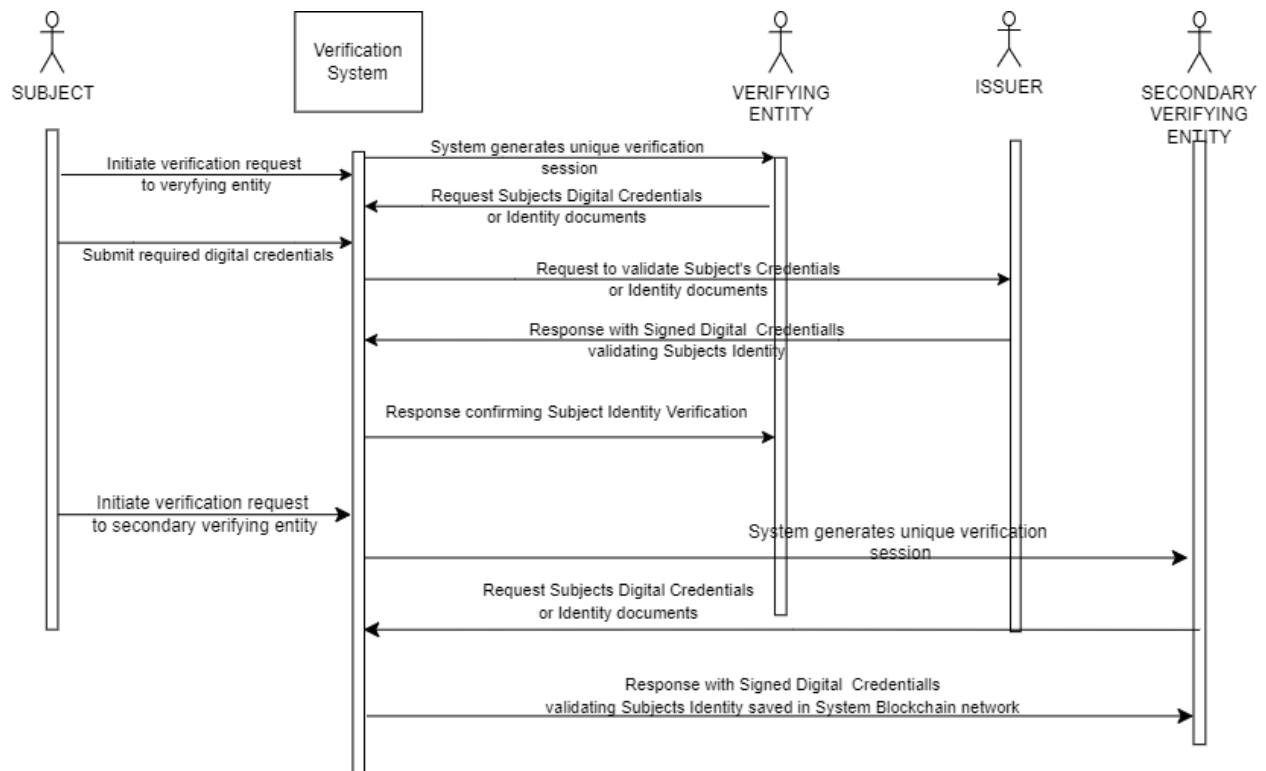 Verification
System
SUBJECT
VERIFYING
ENTITY
ISSUER
SECONDARY
VERIFYING
ENTITY
System generates unique verification
session
Initiate verification request
to veryfying entity
Request Subjects Digital Credentials
or Identity documents
Submit required digital credentials
Request to validate Subject's Credentials
or Identity documents
Response with Signed Digital Credentialls
validating Subjects Identity
Response confirming Subject Identity Verification
Initiate verification request
to secondary verifying entity
System generates unique verification
session
Request Subjects Digital Credentials
or Identity documents
Response with Signed Digital Credentialls
validating Subjects Identity saved in System Blockchain network